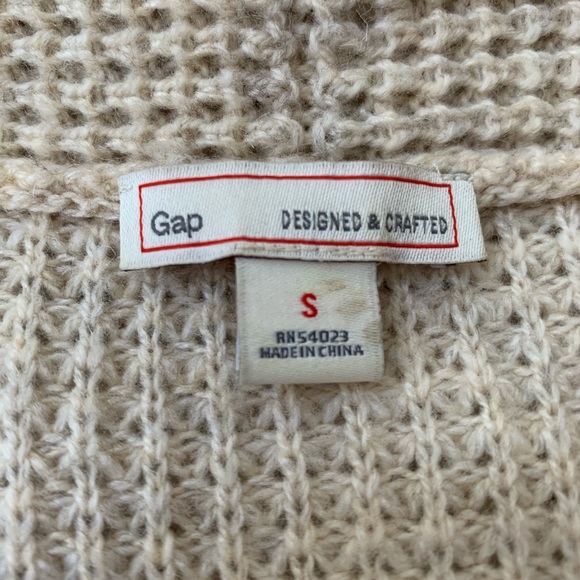 Gap DESIGNED & CRAFTED
S
RN54023
MADE IN CHINA